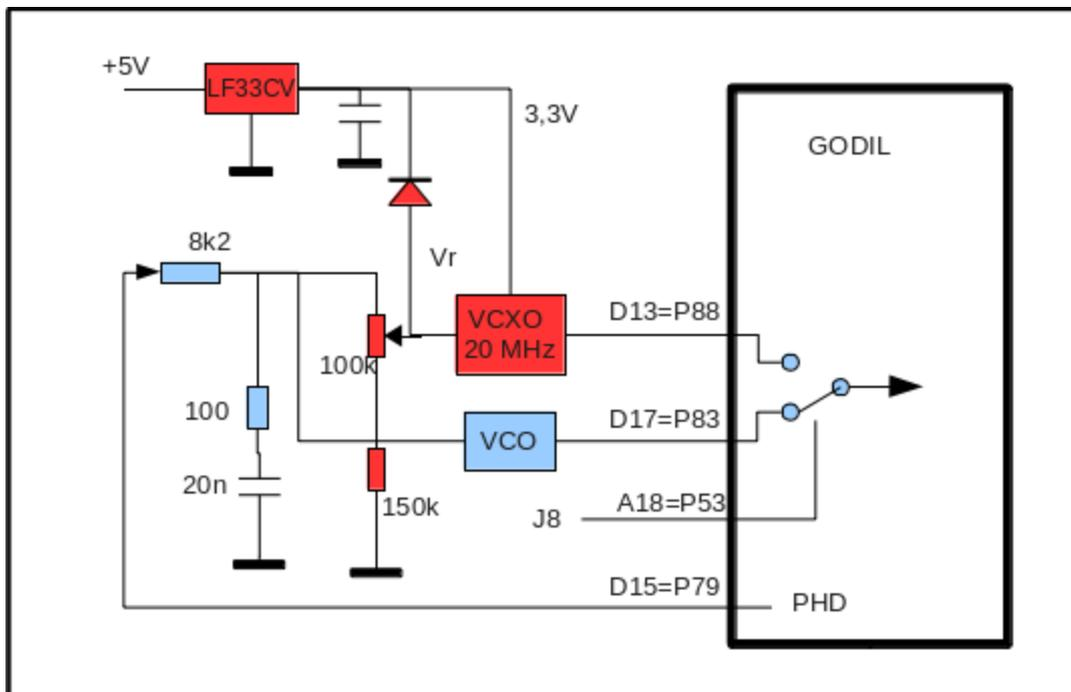 +5V
LF33CV
3,3V
GODIL
8k2
Vr
VCXO
20 MHz
D13=P88
100k
100
D17=P83
VCO
20n
150k
J8
A18=P53
D15=P79
PHD